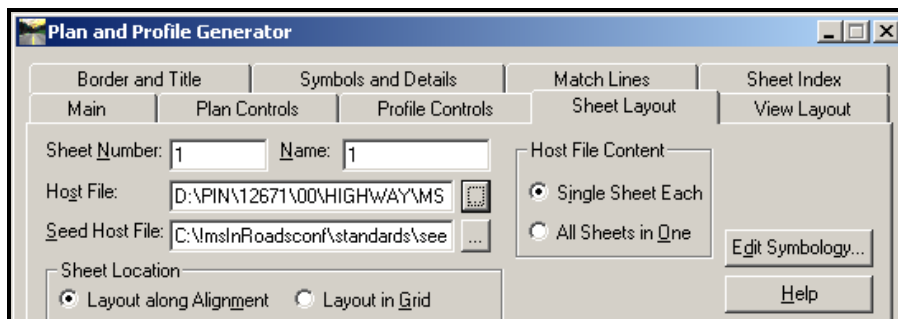 Plan and Profile Generator
Border and Title Symbols and Details Match Lines Sheet Index
Main Plan Controls Profile Controls Sheet Layout View Layout
Sheet Number: 1 Name: 1
Host File Content
Host File: D:\PIN\12671\00\HIGHWAY\MS
Single Sheet Each
Seed Host File: C:\ImsInRoadsconf\standards\see ...
All Sheets in One
Edit Symbology...
Sheet Location
Layout along Alignment Layout in Grid
Help